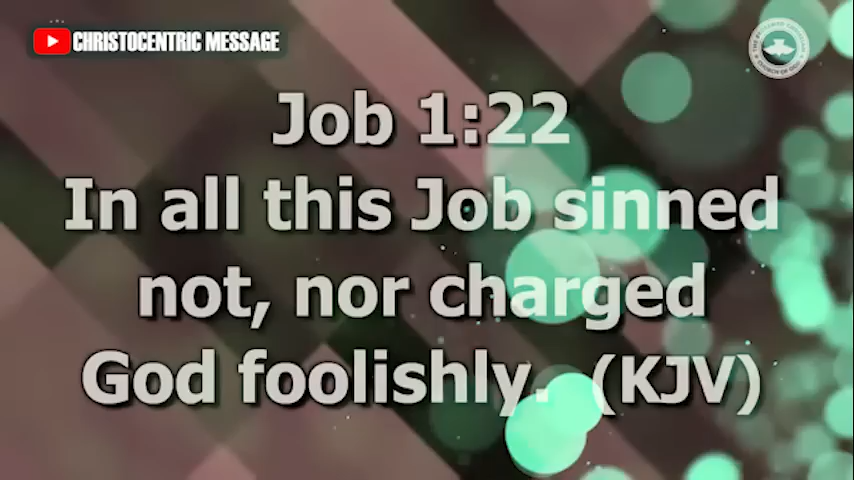 CHRISTOCENTRIC MESSAGE
Job 1:22
In all this Job sinned
not, nor charged
God foolishly. (KJV)